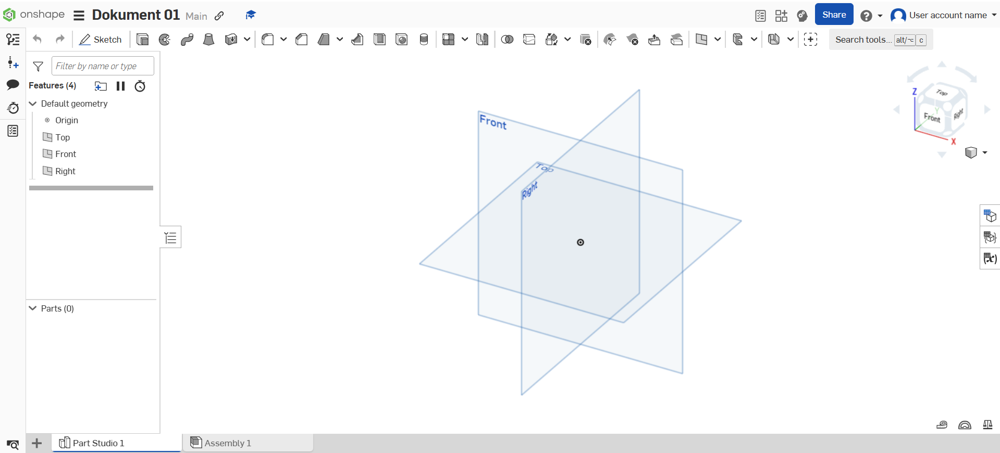 onshape Dokument 01 Main Share User account name
Sketch Search tools... alt/⌥ c
Filter by name or type
Features (4)
Default geometry
Origin
Top
Front
Right
Parts (0)
Front
Top
Right
Z
Top
Y
Front
Right
X
(x)
Part Studio 1 Assembly 1